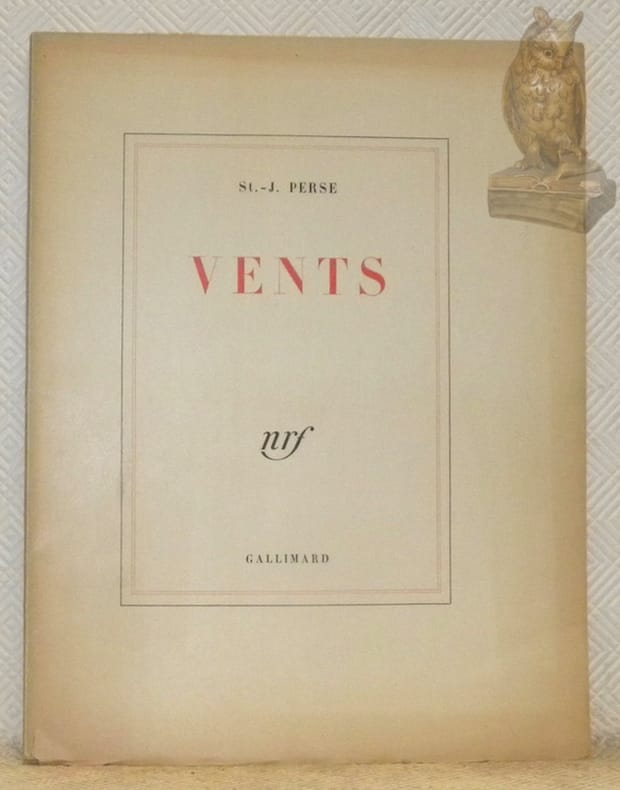 St.-J. PERSE
VENTS
nrf
GALLIMARD